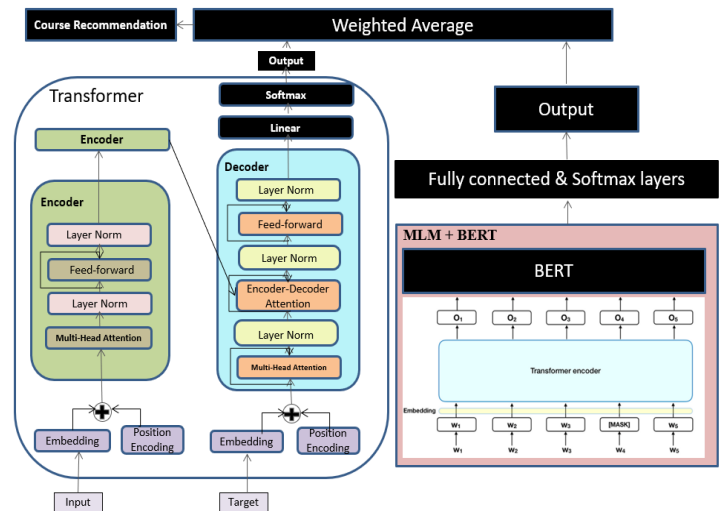 Course Recommendation
Weighted Average
Output
Transformer
Softmax
Linear
Encoder
Encoder
Layer Norm
Feed-forward
Layer Norm
Multi-Head Attention
Embedding
Position
Encoding
Input
Decoder
Layer Norm
Feed-forward
Layer Norm
Encoder-Decoder
Attention
Layer Norm
Multi-Head Attention
Embedding
Position
Encoding
Target
Output
Fully connected & Softmax layers
MLM + BERT
BERT
O1 O2 O3 O4 O5
Transformer encoder
Embedding
W1 W2 W3 [MASK] W5
W1 W2 W3 W4 W5